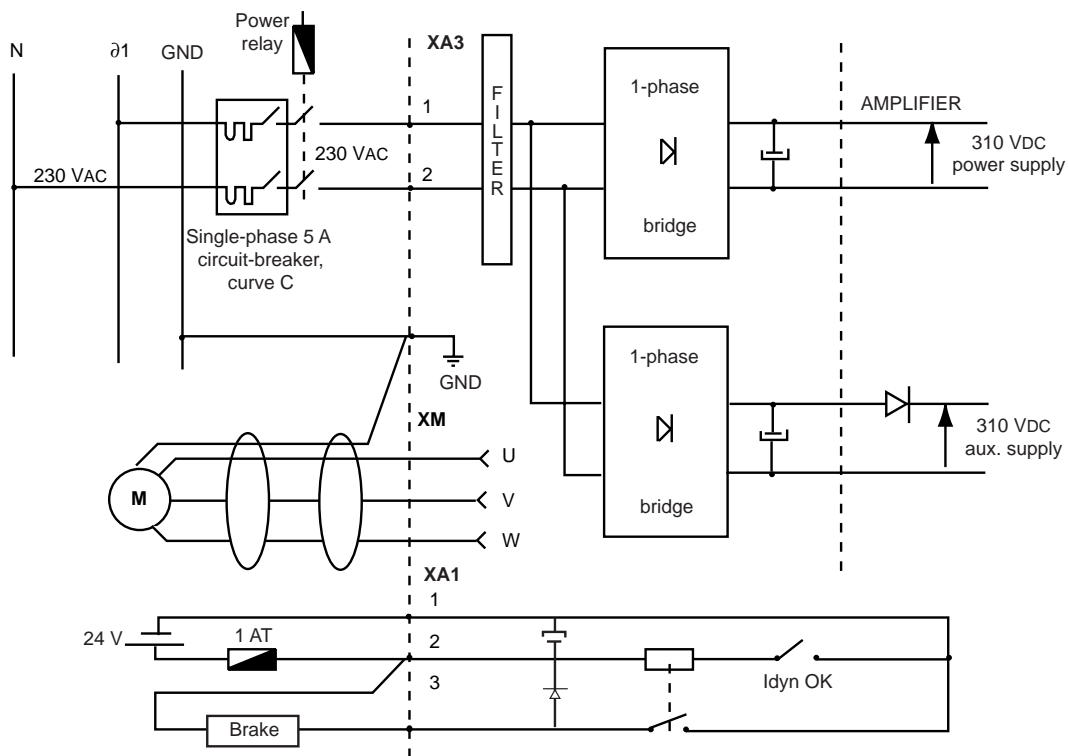 Power
relay
N
∂1
GND
XA3
1
2
230 VAC
230 VAC
FILTER
1-phase
bridge
AMPLIFIER
310 VDC
power supply
Single-phase 5 A
circuit-breaker,
curve C
GND
1-phase
bridge
310 VDC
aux. supply
XM
M
U
V
W
XA1
1
24 V
1 AT
2
3
Idyn OK
Brake